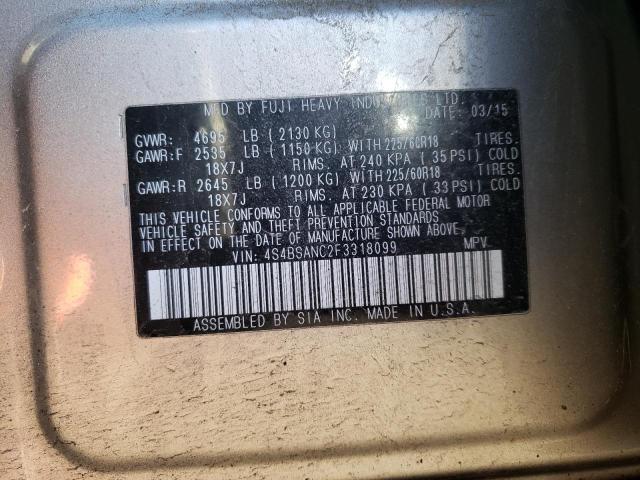 MFD BY FUJI HEAVY INDUSTRIES LTD.
DATE: 03/15
GVWR: 4695 LB (2130 KG)
GAWR:F 2535 LB (1150 KG) WITH 225/60R18 TIRES.
18X7J RIMS. AT 240 KPA (35 PSI) COLD
GAWR:R 2645 LB (1200 KG) WITH 225/60R18 TIRES.
18X7J RIMS. AT 230 KPA (33 PSI) COLD
THIS VEHICLE CONFORMS TO ALL APPLICABLE FEDERAL MOTOR
VEHICLE SAFETY AND THEFT PREVENTION STANDARDS
IN EFFECT ON THE DATE OF MANUFACTURE SHOWN ABOVE.
VIN: 4S4BSANC2F3318099 MPV
ASSEMBLED BY SIA INC. MADE IN U.S.A.